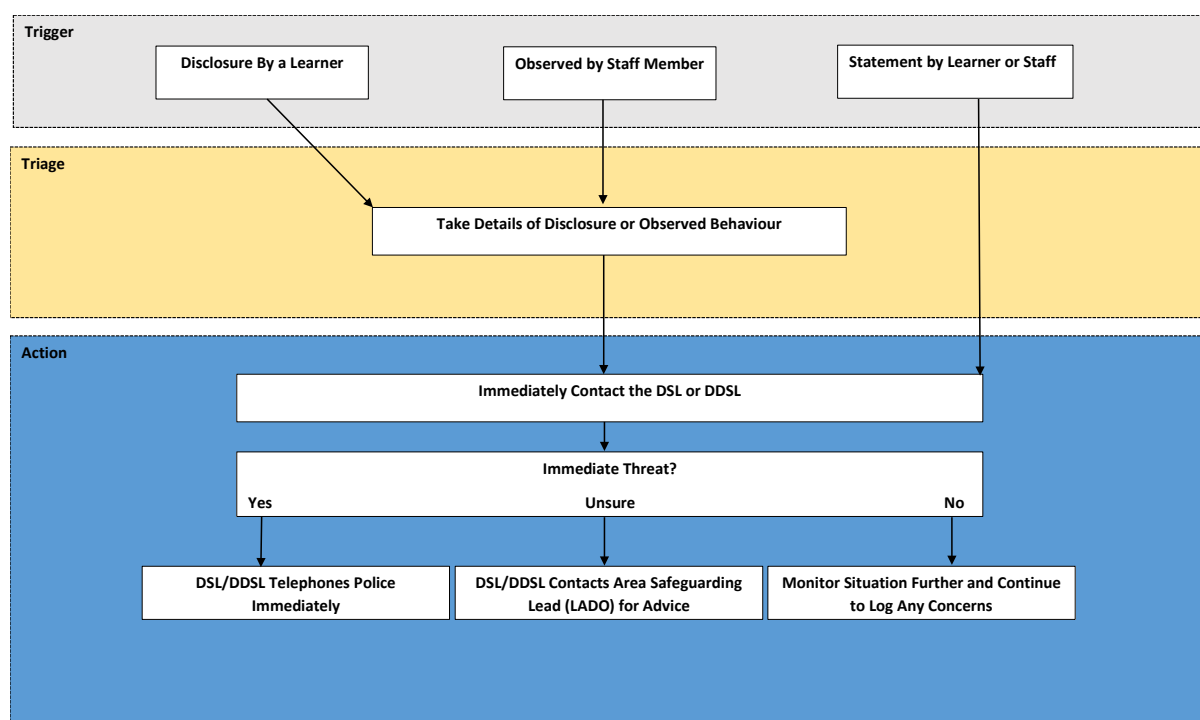 Trigger
Disclosure By a Learner
Observed by Staff Member
Statement by Learner or Staff
Triage
Take Details of Disclosure or Observed Behaviour
Action
Immediately Contact the DSL or DDSL
Immediate Threat?
Yes
Unsure
No
DSL/DDSL Telephones Police
Immediately
DSL/DDSL Contacts Area Safeguarding
Lead (LADO) for Advice
Monitor Situation Further and Continue
to Log Any Concerns